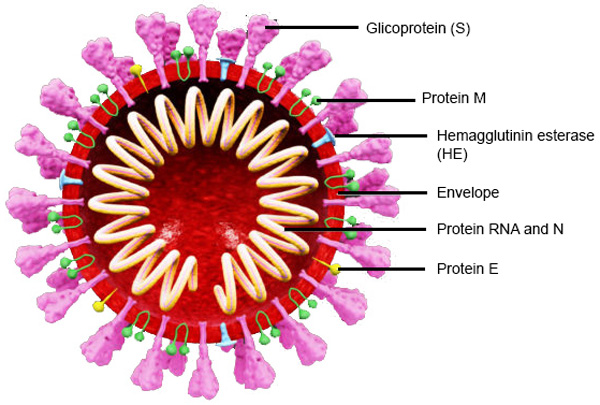 Glicoprotein (S)
Protein M
Hemagglutinin esterase
(HE)
Envelope
Protein RNA and N
Protein E